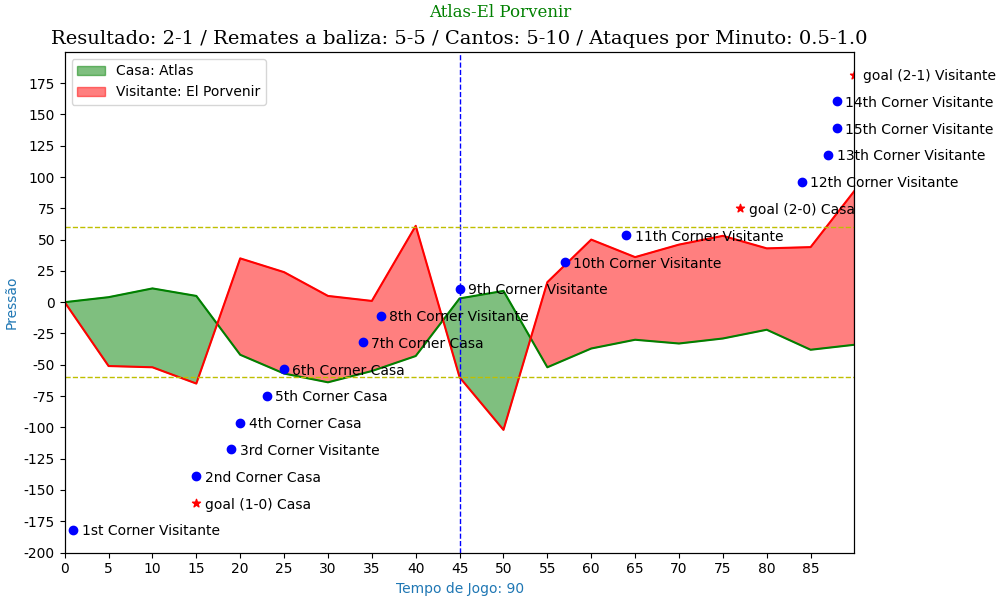 Atlas-El Porvenir
Resultado: 2-1 / Remates a baliza: 5-5 / Cantos: 5-10 / Ataques por Minuto: 0.5-1.0
Casa: Atlas
Visitante: El Porvenir
goal (2-1) Visitante
14th Corner Visitante
15th Corner Visitante
13th Corner Visitante
12th Corner Visitante
goal (2-0) Casa
11th Corner Visitante
10th Corner Visitante
9th Corner Visitante
8th Corner Visitante
7th Corner Casa
6th Corner Casa
5th Corner Casa
4th Corner Casa
3rd Corner Visitante
2nd Corner Casa
goal (1-0) Casa
1st Corner Visitante
Pressão
175
150
125
100
75
50
25
0
-25
-50
-75
-100
-125
-150
-175
-200
0 5 10 15 20 25 30 35 40 45 50 55 60 65 70 75 80 85
Tempo de Jogo: 90